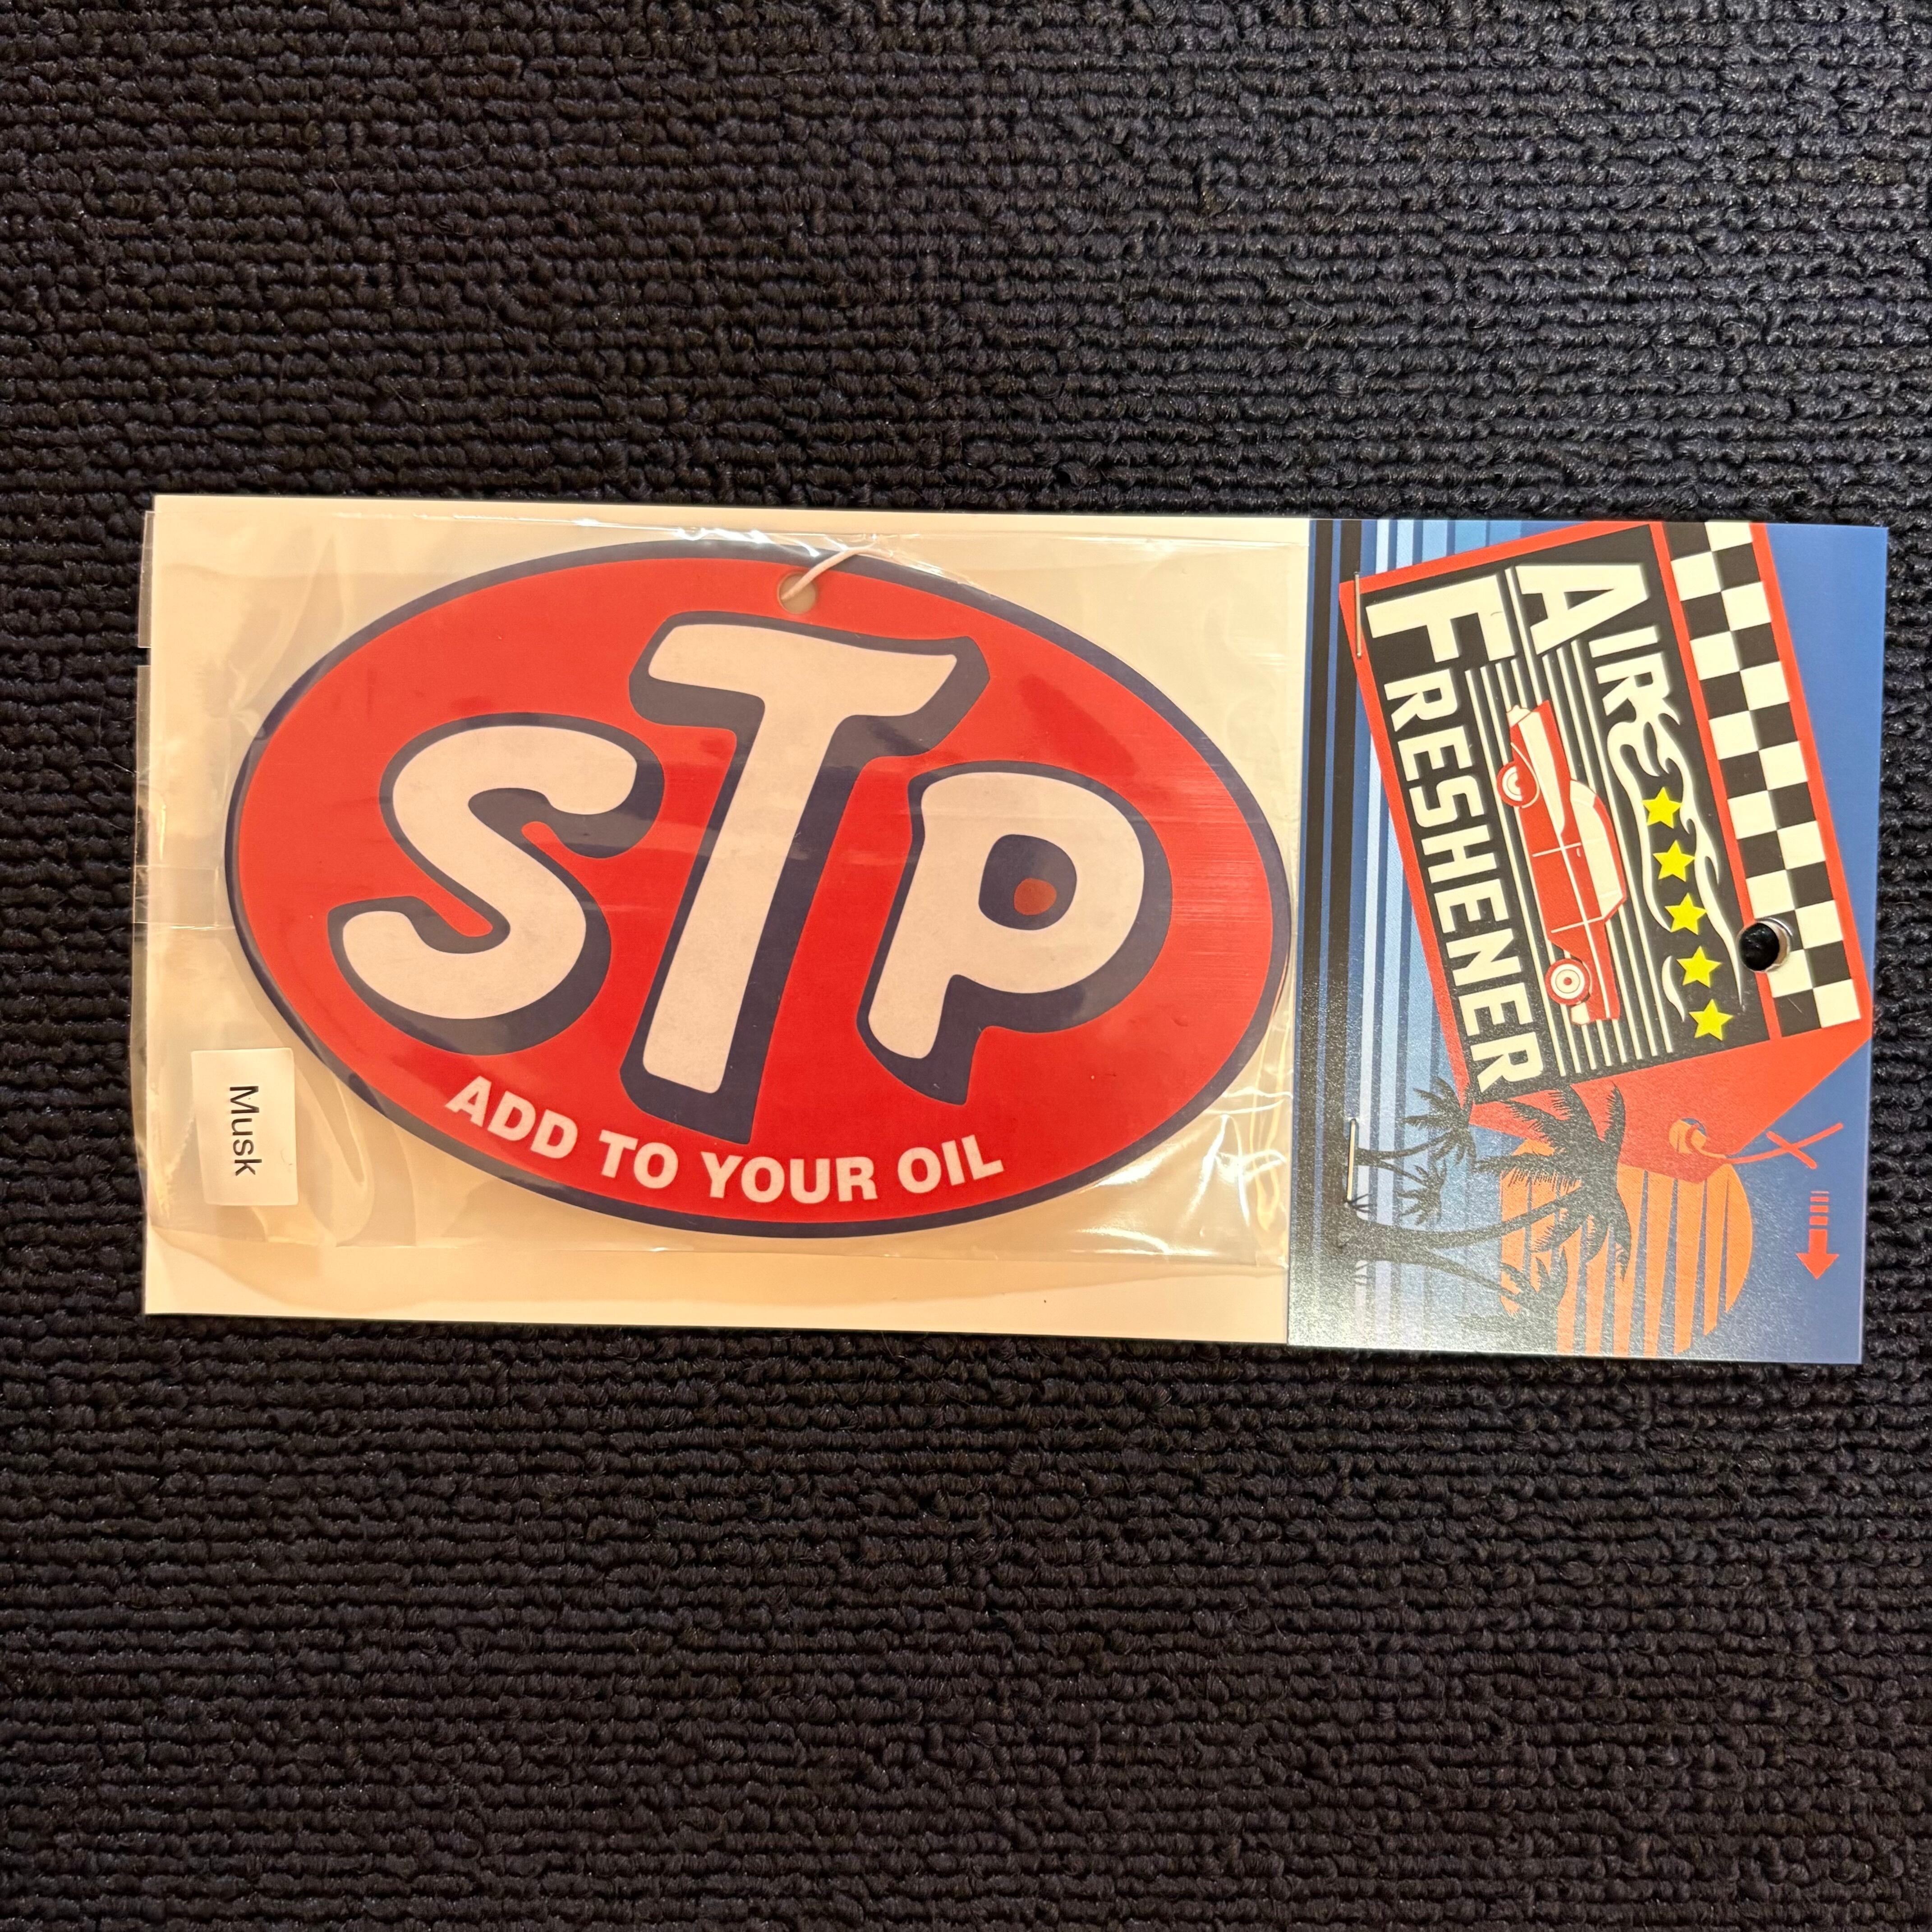 STP
ADD TO YOUR OIL
Musk
AIR
FRESHENER